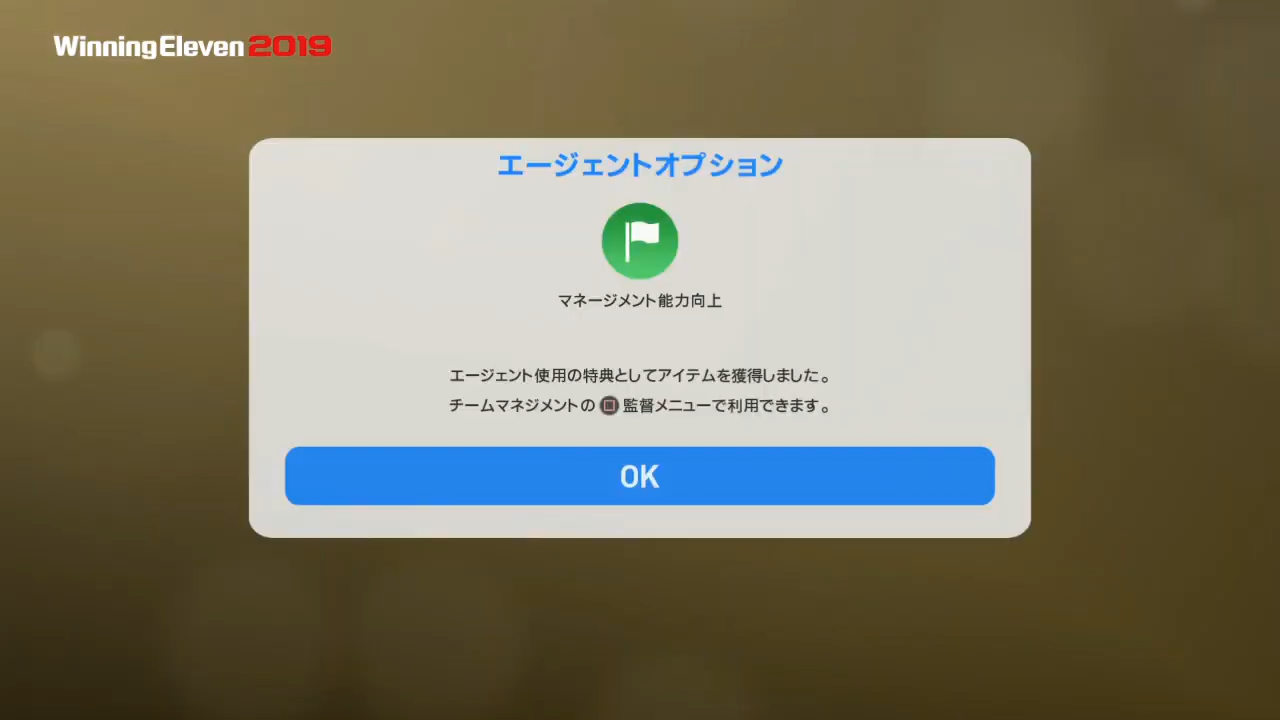 Winning Eleven 2019
エージェントオプション
マネージメント能力向上
エージェント使用の特典としてアイテムを獲得しました。
チームマネジメントの 監督メニューで利用できます。
OK